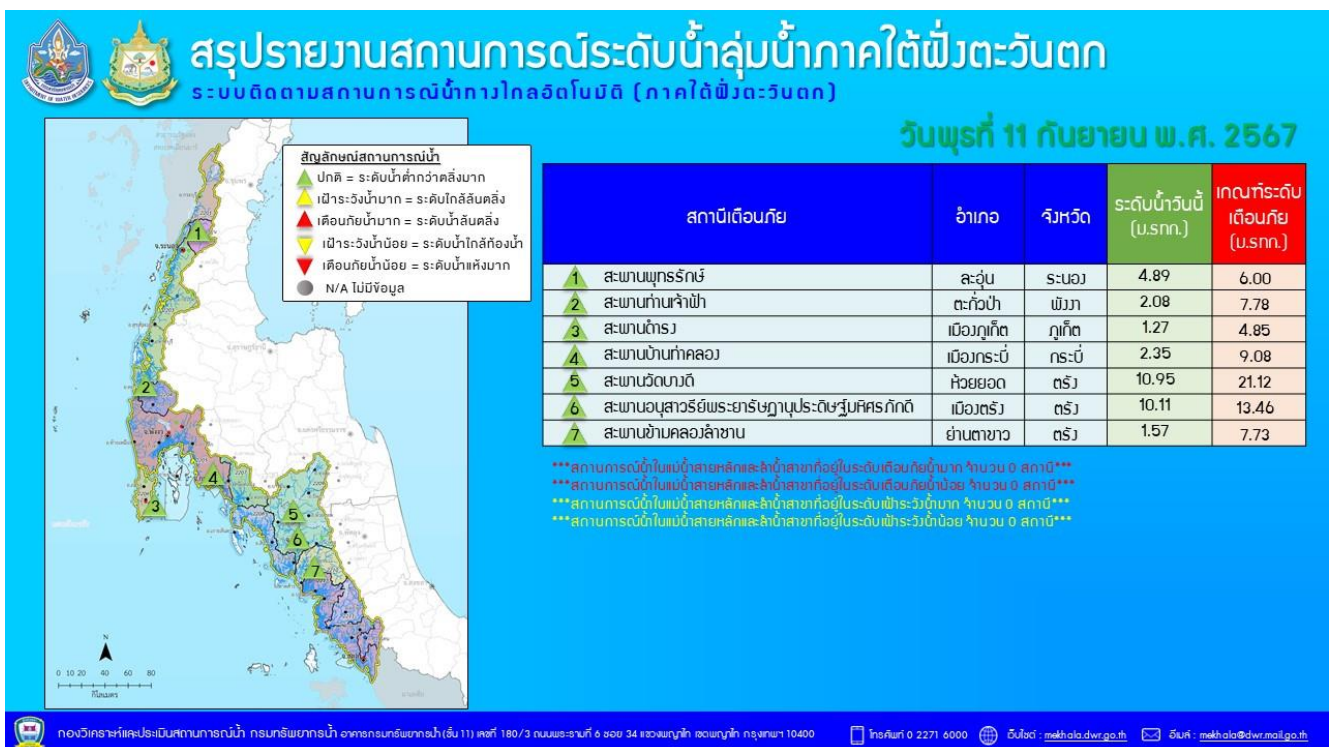 สรุปรายงานสถานการณ์ระดับน้ำลุ่มน้ำภาคใต้ฝั่งตะวันตก
ระบบติดตามสถานการณ์น้ำทางไกลอัตโนมัติ (ภาคใต้ฝั่งตะวันตก)
วันพุธที่ 11 กันยายน พ.ศ. 2567
สัญลักษณ์สถานการณ์น้ำ
ปกติ = ระดับน้ำต่ำกว่าตลิ่งมาก
เฝ้าระวังน้ำมาก = ระดับใกล้ล้นตลิ่ง
เตือนภัยน้ำมาก = ระดับน้ำล้นตลิ่ง
เฝ้าระวังน้ำน้อย = ระดับน้ำใกล้ท้องน้ำ
เตือนภัยน้ำน้อย = ระดับน้ำแห้งมาก
N/A ไม่มีข้อมูล
1
2
3
4
5
6
7
N
0 10 20 40 60 80
กิโลเมตร
สถานีเตือนภัย อำเภอ จังหวัด ระดับน้ำวันนี้ (ม.รทก.) เกณฑ์ระดับเตือนภัย (ม.รทก.)
1 สะพานพุทธรักษ์ ละอุ่น ระนอง 4.89 6.00
2 สะพานท่านเจ้าฟ้า ตะกั่วป่า พังงา 2.08 7.78
3 สะพานดำรง เมืองภูเก็ต ภูเก็ต 1.27 4.85
4 สะพานบ้านท่าคลอง เมืองกระบี่ กระบี่ 2.35 9.08
5 สะพานวัดบางดี ห้วยยอด ตรัง 10.95 21.12
6 สะพานอนุสาวรีย์พระยารัษฎานุประดิษฐ์มหิศรภักดี เมืองตรัง ตรัง 10.11 13.46
7 สะพานข้ามคลองลำชาน ย่านตาขาว ตรัง 1.57 7.73
***สถานการณ์น้ำในแม่น้ำสายหลักและลำน้ำสาขาที่อยู่ในระดับเตือนภัยน้ำมาก จำนวน 0 สถานี***
***สถานการณ์น้ำในแม่น้ำสายหลักและลำน้ำสาขาที่อยู่ในระดับเตือนภัยน้ำน้อย จำนวน 0 สถานี***
***สถานการณ์น้ำในแม่น้ำสายหลักและลำน้ำสาขาที่อยู่ในระดับเฝ้าระวังน้ำมาก จำนวน 0 สถานี***
***สถานการณ์น้ำในแม่น้ำสายหลักและลำน้ำสาขาที่อยู่ในระดับเฝ้าระวังน้ำน้อย จำนวน 0 สถานี***
กองวิเคราะห์และประเมินสถานการณ์น้ำ กรมทรัพยากรน้ำ อาคารกรมทรัพยากรน้ำ (ชั้น 11) เลขที่ 180/3 ถนนพระรามที่ 6 ซอย 34 แขวงพญาไท เขตพญาไท กรุงเทพฯ 10400 โทรศัพท์ 0 2271 6000 เว็บไซต์ : mekhala.dwr.go.th อีเมล์ : mekhala@dwr.mail.go.th